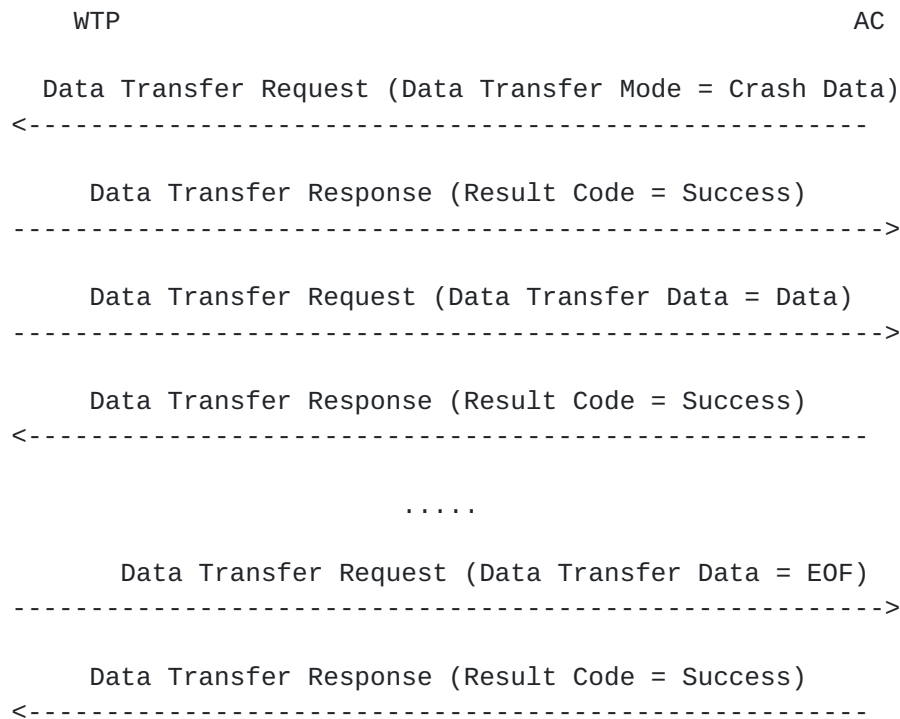 WTP AC
Data Transfer Request (Data Transfer Mode = Crash Data)
<------------------------------------------------------
Data Transfer Response (Result Code = Success)
-------------------------------------------------------->
Data Transfer Request (Data Transfer Data = Data)
-------------------------------------------------------->
Data Transfer Response (Result Code = Success)
<------------------------------------------------------
.....
Data Transfer Request (Data Transfer Data = EOF)
-------------------------------------------------------->
Data Transfer Response (Result Code = Success)
<------------------------------------------------------